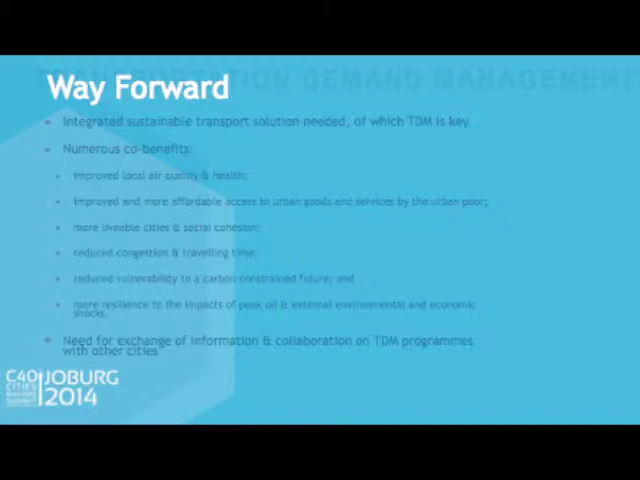 TRANSPORTATION DEMAND MANAGEMENT
Way Forward
Integrated sustainable transport solution needed, of which TDM is key.
Numerous co-benefits:
improved local air quality & health;
improved and more affordable access to urban goods and services by the urban poor;
more liveable cities & social cohesion;
reduced congestion & travelling time;
reduced vulnerability to a carbon-constrained future; and
more resilience to the impacts of peak oil & external environmental and economic
shocks.
Need for exchange of information & collaboration on TDM programmes
with other cities
C40 JOBURG
CITIES
MAYORS
SUMMIT 2014